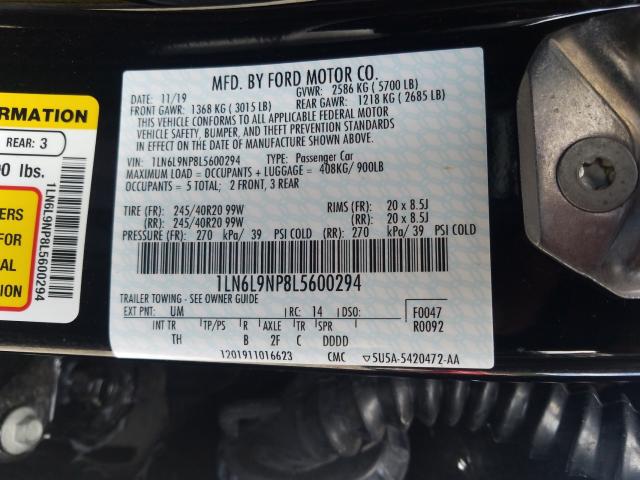 MFD. BY FORD MOTOR CO.
11/19 GVWR: 2586 KG ( 5700 LB)
FRONT GAWR: 1368 KG ( 3015 LB) REAR GAWR: 1218 KG ( 2685 LB)
THIS VEHICLE CONFORMS TO ALL APPLICABLE FEDERAL MOTOR
VEHICLE SAFETY, BUMPER, AND THEFT PREVENTION STANDARDS
IN EFFECT ON THE DATE OF MANUFACTURE SHOWN ABOVE.
VIN: 1LN6L9NP8L5600294 TYPE: Passenger Car
MAXIMUM LOAD = OCCUPANTS + LUGGAGE = 408KG/ 900LB
OCCUPANTS = 5 TOTAL; 2 FRONT, 3 REAR
TIRE (FR): 245/40R20 99W RIMS (FR): 20 x 8.5J
(RR): 245/40R20 99W (RR): 20 x 8.5J
PRESSURE (FR): 270 kPa/ 39 PSI COLD (RR): 270 kPa/ 39 PSI COLD
1LN6L9NP8L5600294
TRAILER TOWING - SEE OWNER GUIDE
EXT PNT: UM RC: 14 DSO: F0047
R0092
INT TR TP/PS R AXLE TR SPR
TH B 2F C DDDD
1201911016623 CMC 5U5A-5420472-AA
ORMATION
REAR: 3
0 lbs.
ERS
FOR
AL
ON
1LN6L9NP8L5600294